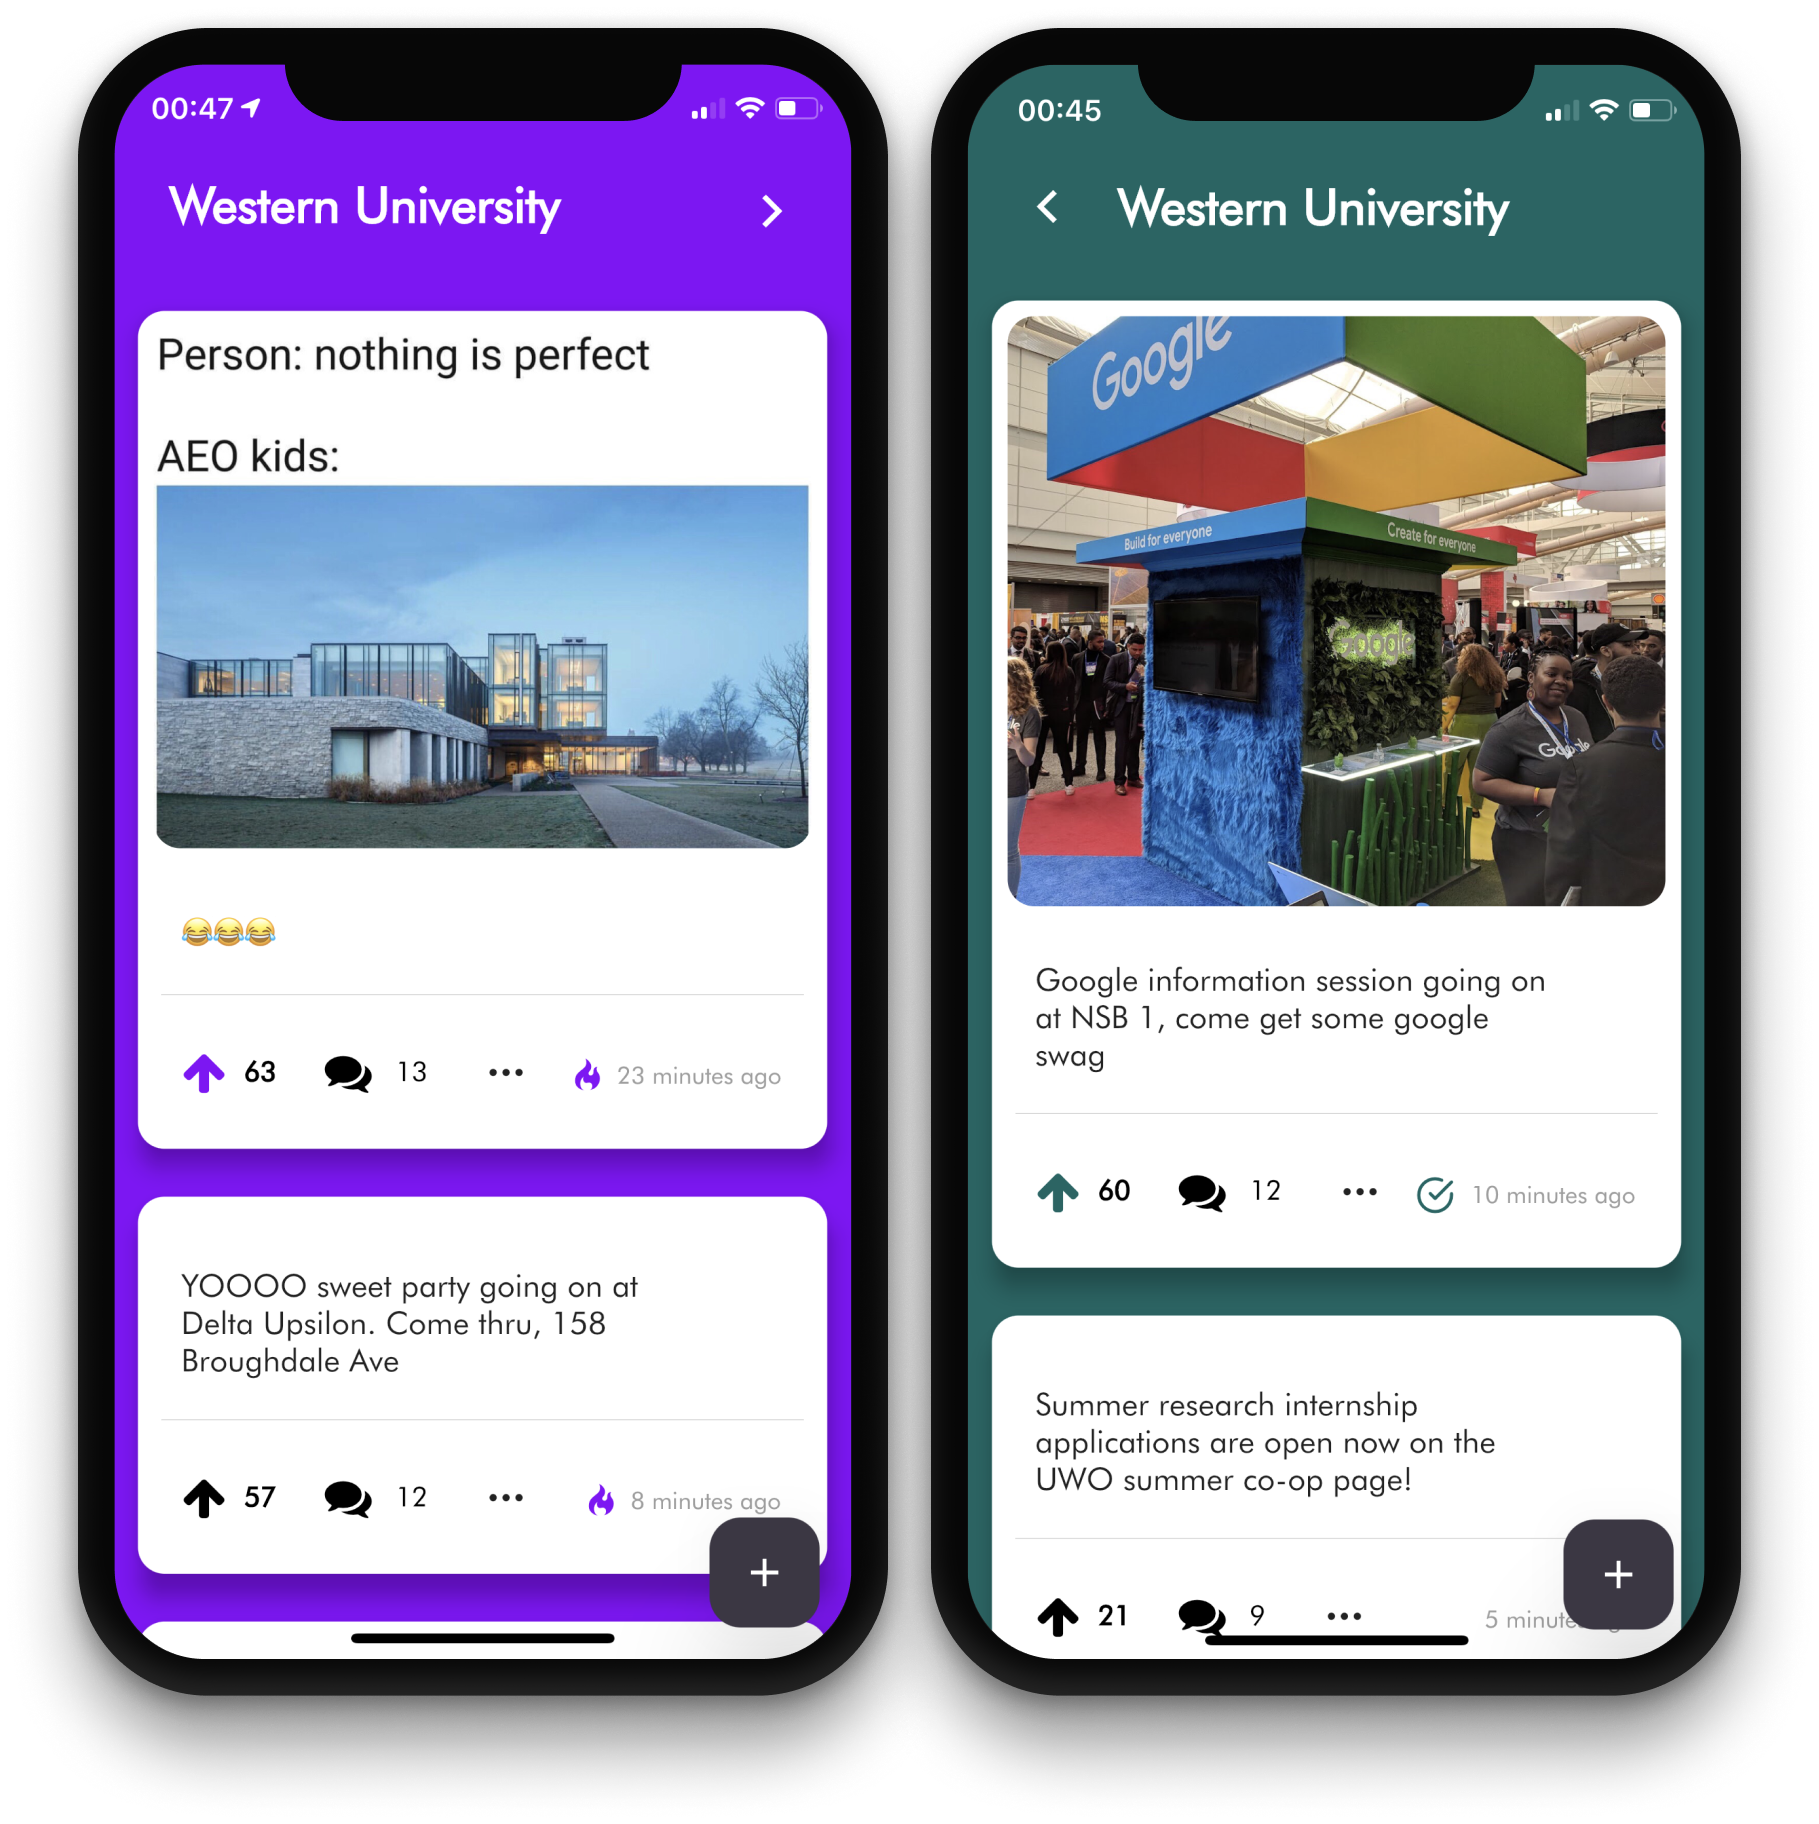 00:47
Western University
Person: nothing is perfect
AEO kids:
😂😂😂
63
13
•••
23 minutes ago
YOOOO sweet party going on at
Delta Upsilon. Come thru, 158
Broughdale Ave
57
12
•••
8 minutes ago
+
00:45
Western University
Google
Build for everyone
Create for everyone
Google
Google
Google information session going on
at NSB 1, come get some google
swag
60
12
•••
10 minutes ago
Summer research internship
applications are open now on the
UWO summer co-op page!
21
9
•••
5
+